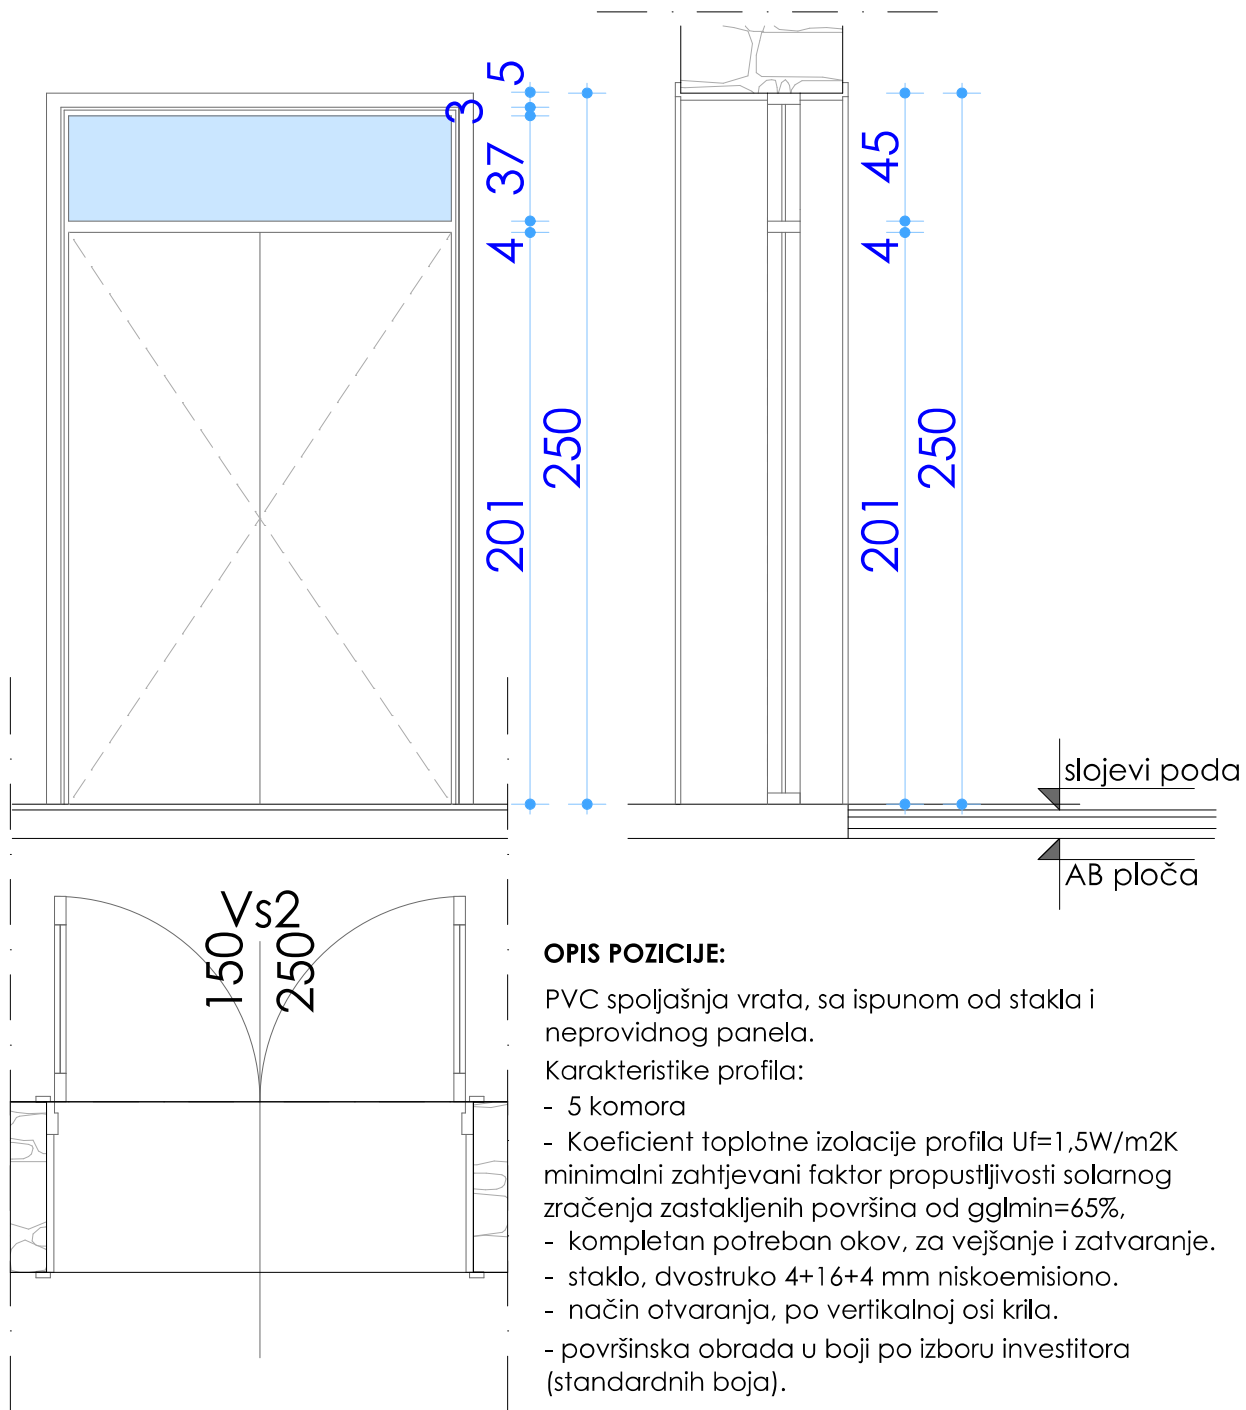 5
3
37
4
201
250
45
4
201
250
slojevi poda
AB ploča
Vs2
150
250
OPIS POZICIJE:
PVC spoljašnja vrata, sa ispunom od stakla i
neprovidnog panela.
Karakteristike profila:
- 5 komora
- Koeficient toplotne izolacije profila Uf=1,5W/m2K
minimalni zahtjevani faktor propustljivosti solarnog
zračenja zastakljenih površina od gglmin=65%,
- kompletan potreban okov, za vejšanje i zatvaranje.
- staklo, dvostruko 4+16+4 mm niskoemisiono.
- način otvaranja, po vertikalnoj osi krila.
- površinska obrada u boji po izboru investitora
(standardnih boja).